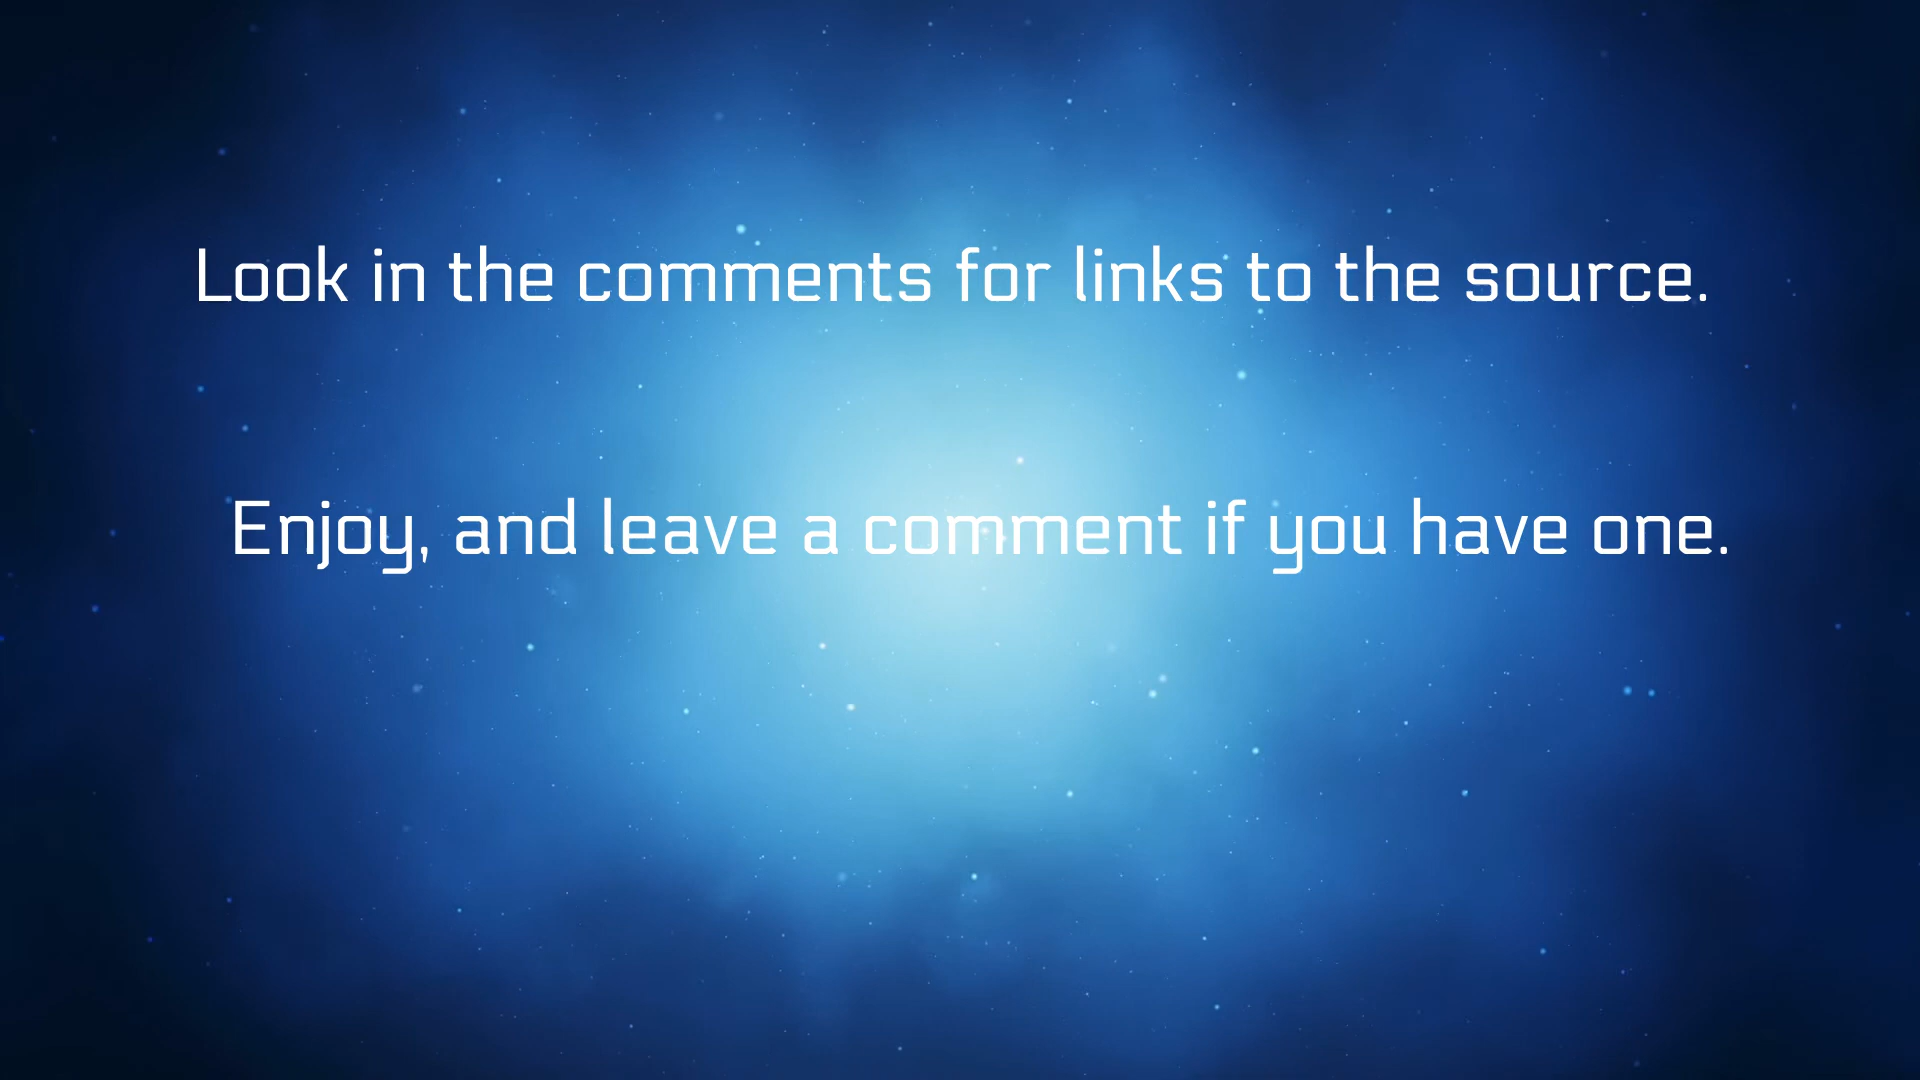 Look in the comments for links to the source.
Enjoy, and leave a comment if you have one.